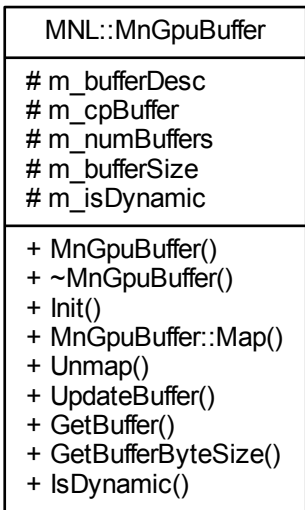 MNL::MnGpuBuffer
# m_bufferDesc
# m_cpBuffer
# m_numBuffers
# m_bufferSize
# m_isDynamic
+ MnGpuBuffer()
+ ~MnGpuBuffer()
+ Init()
+ MnGpuBuffer::Map()
+ Unmap()
+ UpdateBuffer()
+ GetBuffer()
+ GetBufferByteSize()
+ IsDynamic()